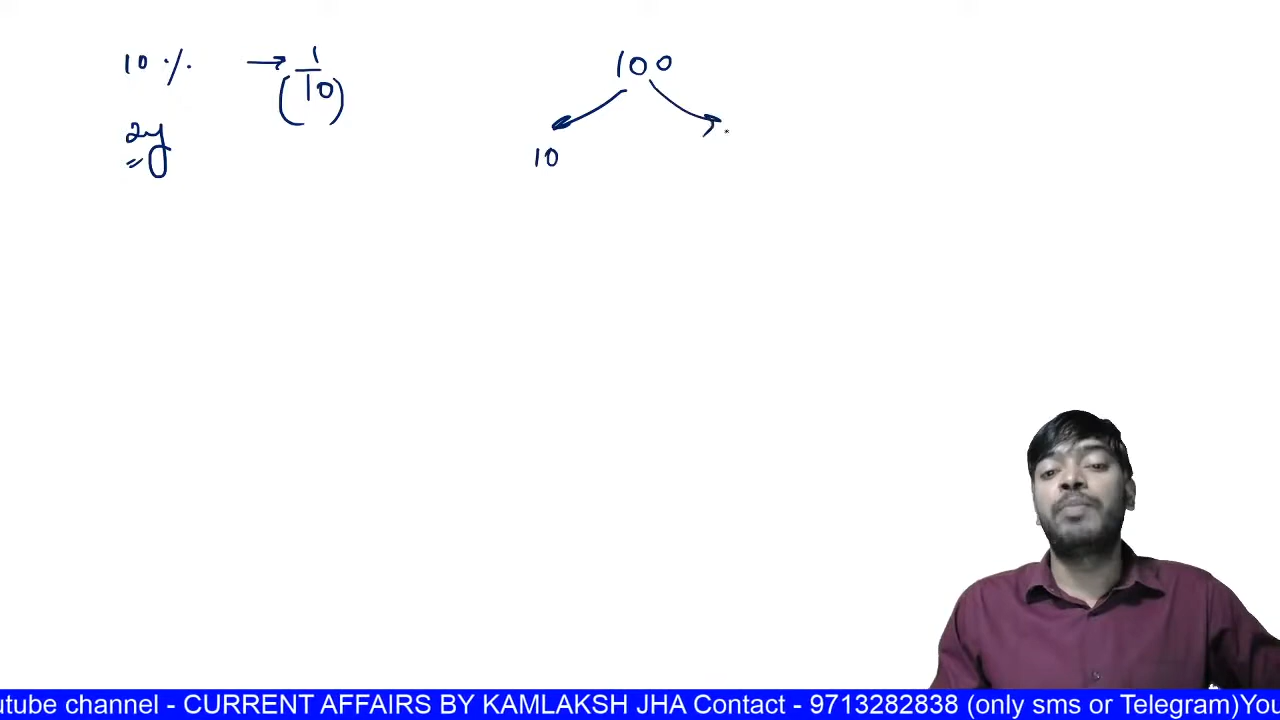 10 % → 1/(10)
2y
100
10
utube channel - CURRENT AFFAIRS BY KAMLAKSH JHA Contact - 9713282838 (only sms or Telegram)You